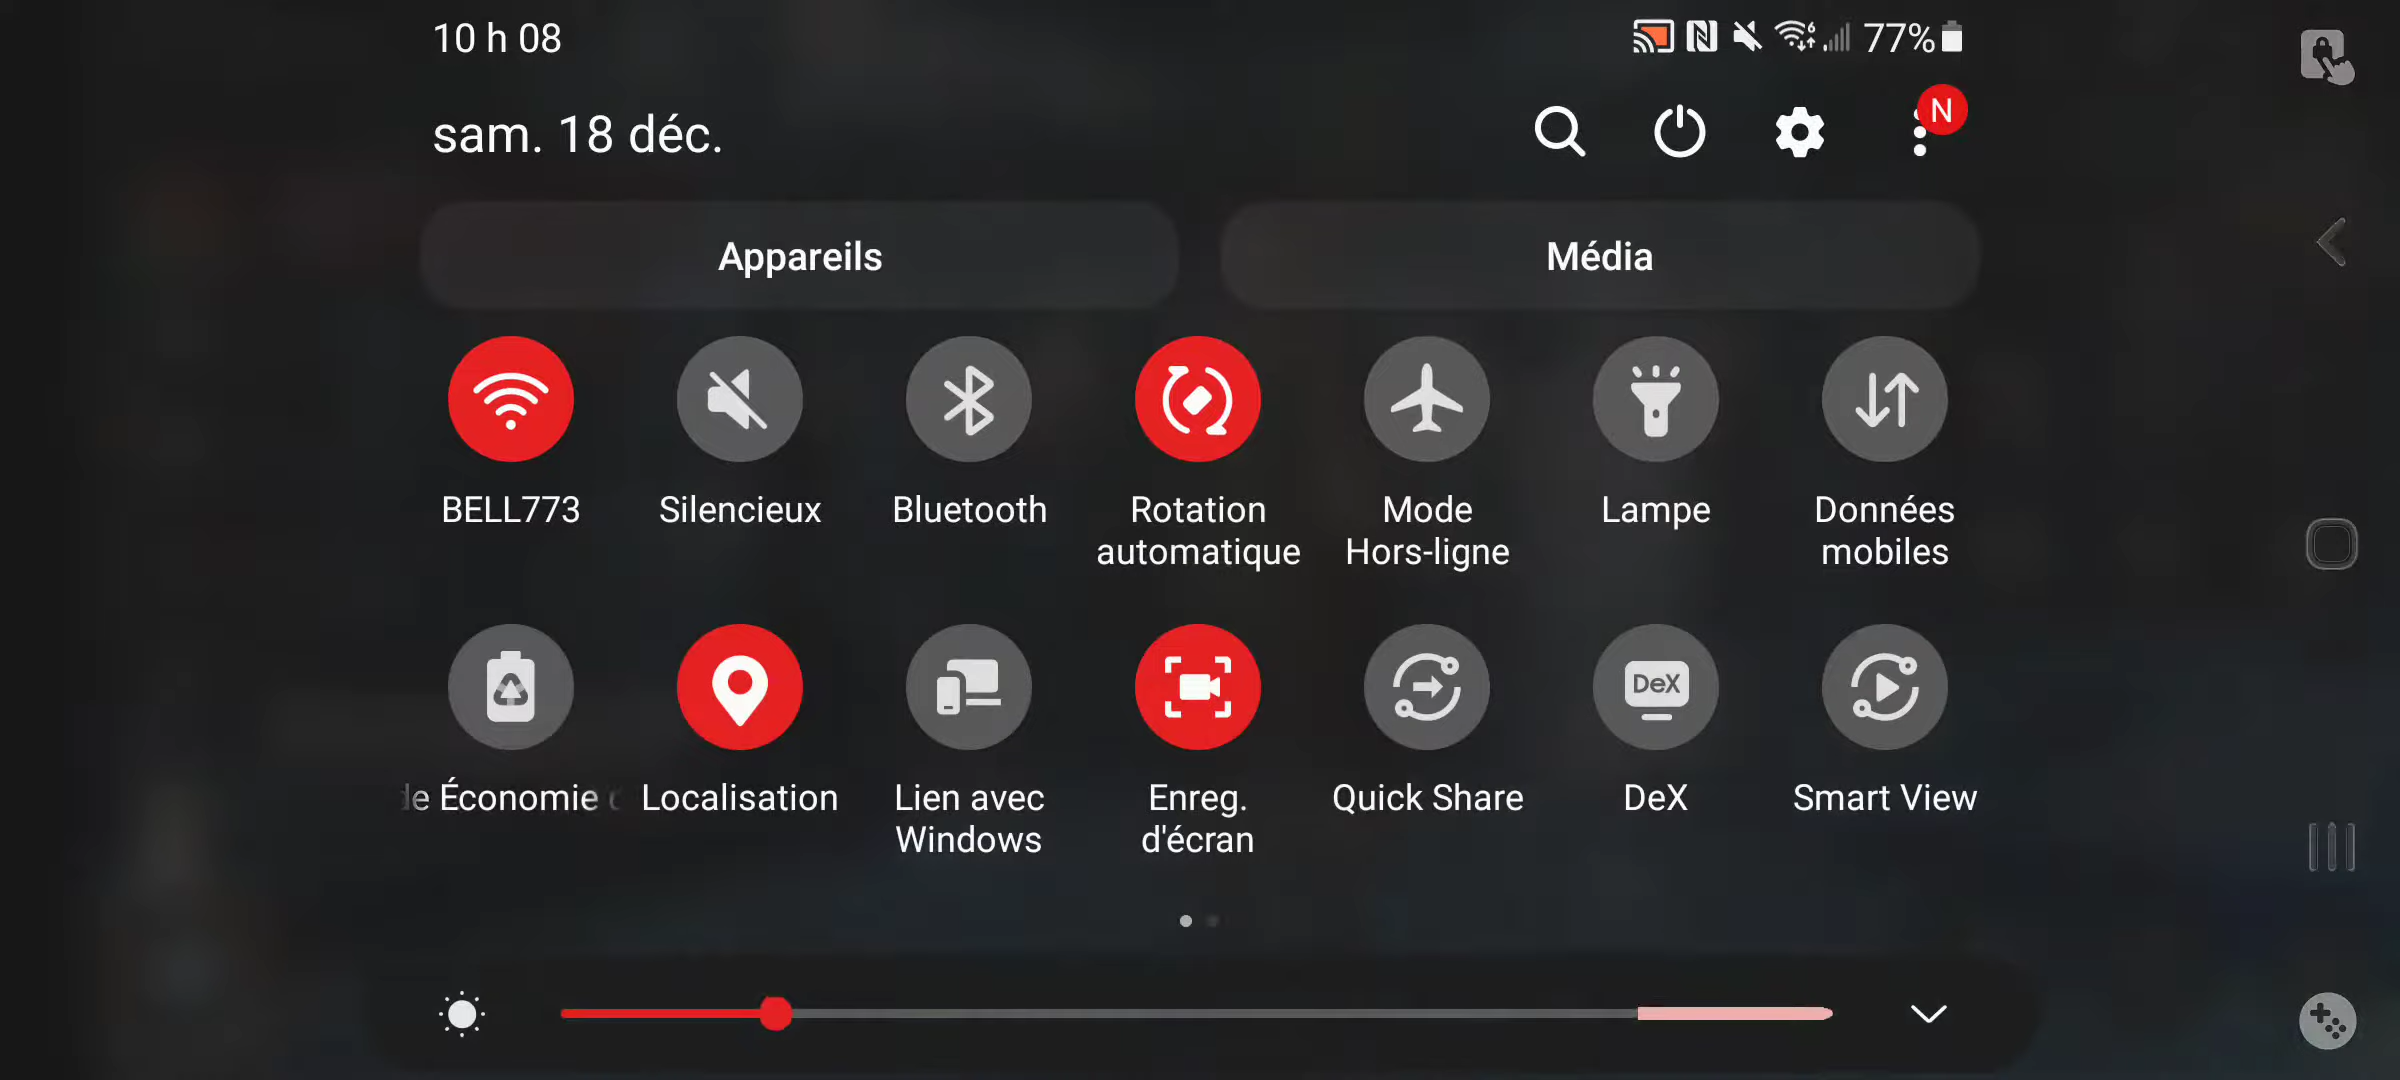 10 h 08
77%
sam. 18 déc.
N
Appareils
Média
BELL773
Silencieux
Bluetooth
Rotation
automatique
Mode
Hors-ligne
Lampe
Données
mobiles
DeX
Économie
Localisation
Lien avec
Windows
Enreg.
d'écran
Quick Share
DeX
Smart View